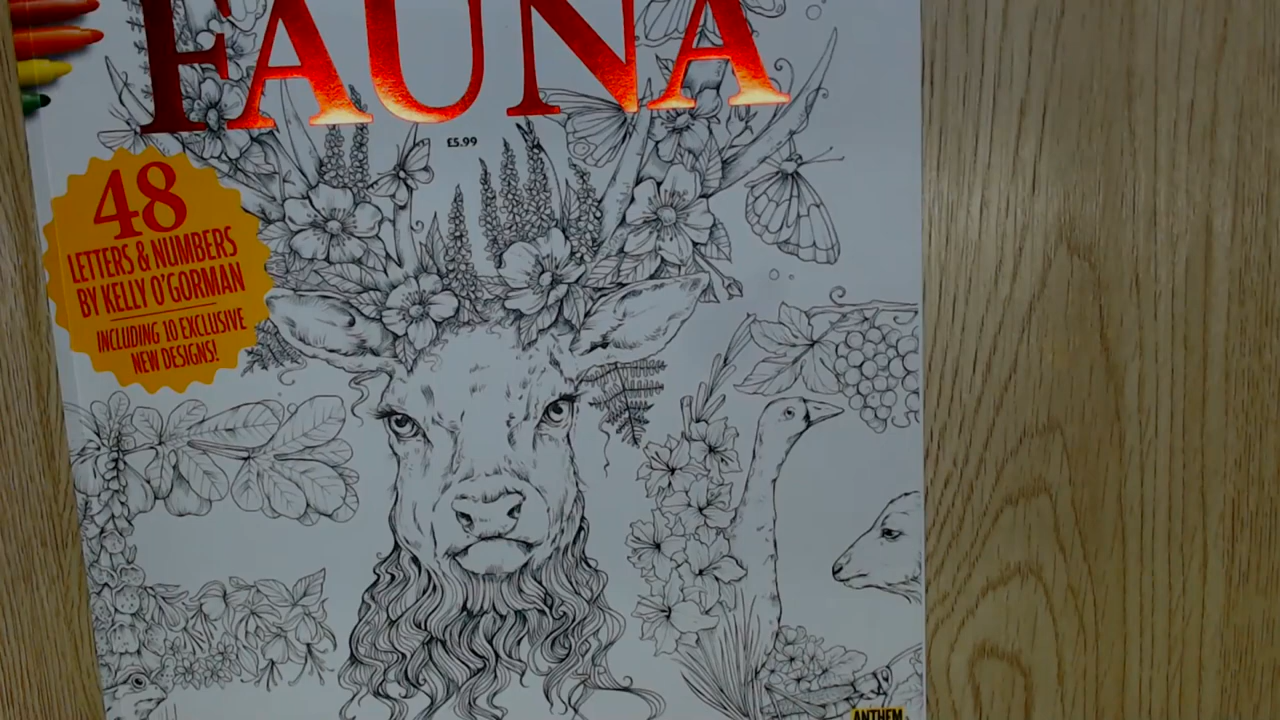 FAUNA
£5.99
48
LETTERS & NUMBERS
BY KELLY O'GORMAN
INCLUDING 10 EXCLUSIVE
NEW DESIGNS!
ANTHEM